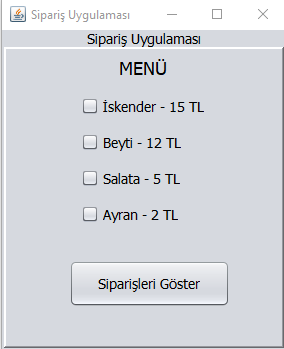 Sipariş Uygulaması
Sipariş Uygulaması
MENÜ
İskender - 15 TL
Beyti - 12 TL
Salata - 5 TL
Ayran - 2 TL
Siparişleri Göster